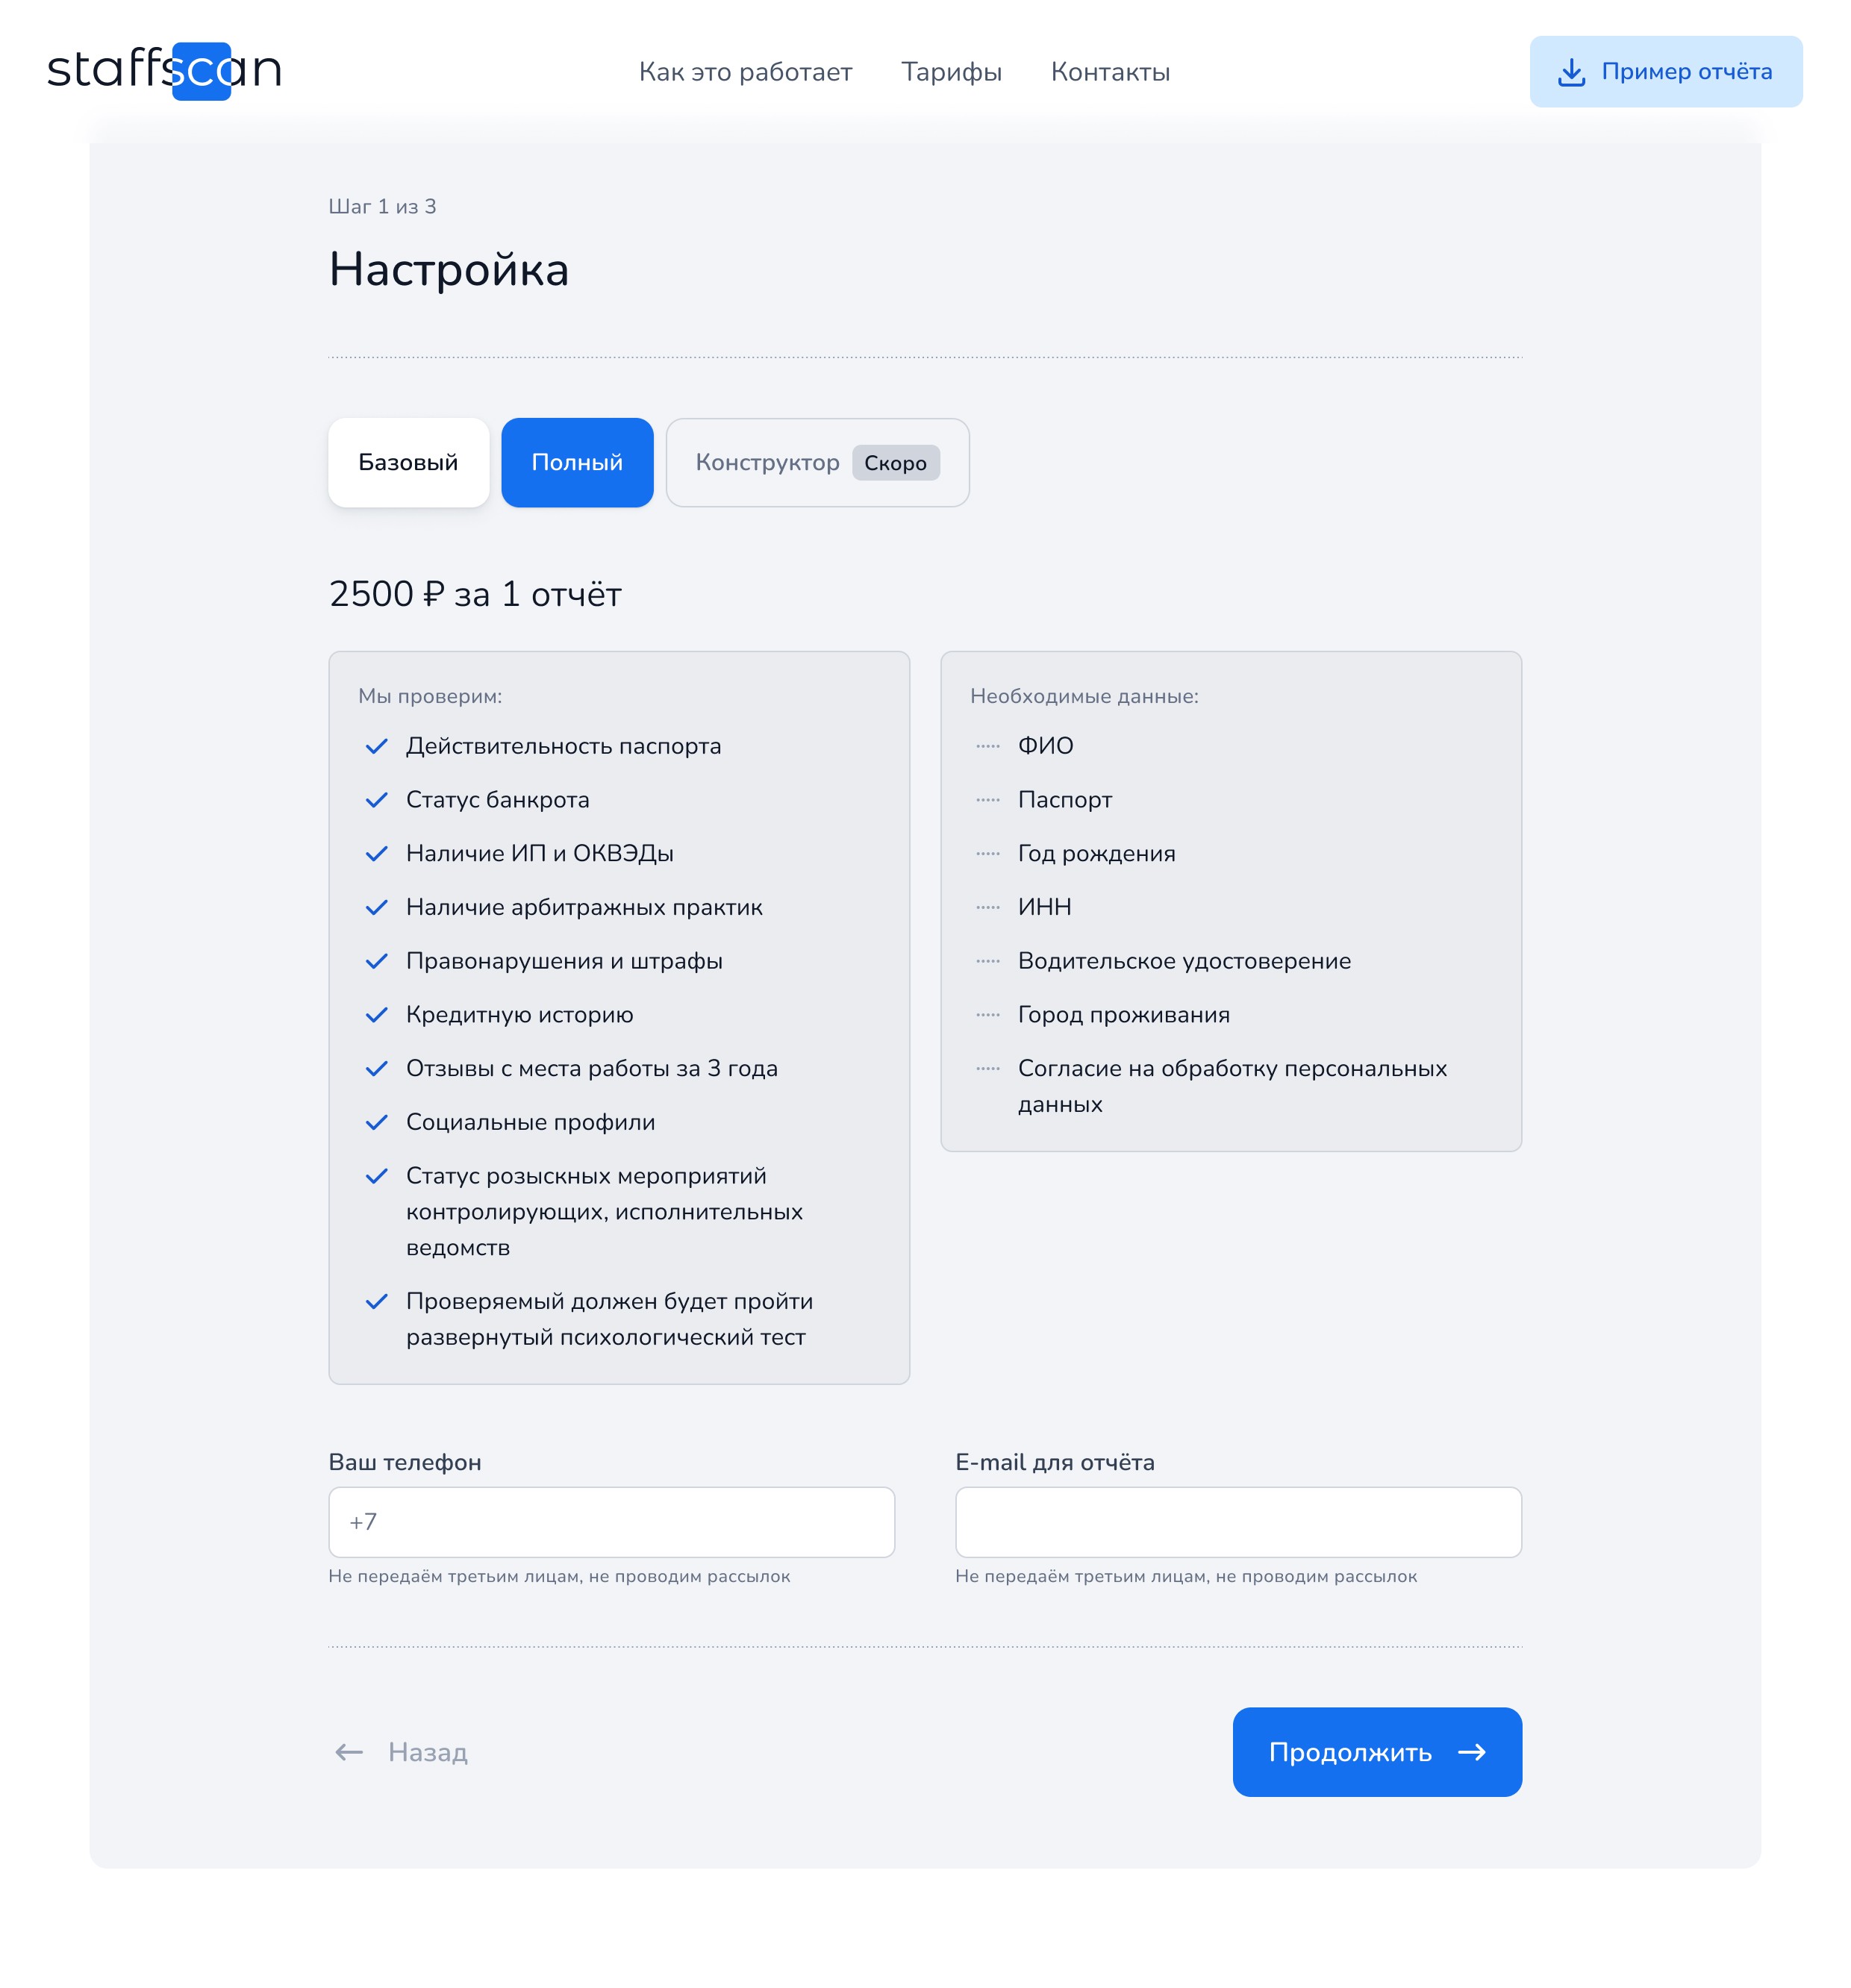 staffscan
Как это работает
Тарифы
Контакты
Пример отчёта
Шаг 1 из 3
Настройка
Базовый
Полный
Конструктор
Скоро
2500 ₽ за 1 отчёт
Мы проверим:
Действительность паспорта
Статус банкрота
Наличие ИП и ОКВЭДы
Наличие арбитражных практик
Правонарушения и штрафы
Кредитную историю
Отзывы с места работы за 3 года
Социальные профили
Статус розыскных мероприятий
контролирующих, исполнительных
ведомств
Проверяемый должен будет пройти
развернутый психологический тест
Необходимые данные:
ФИО
Паспорт
Год рождения
ИНН
Водительское удостоверение
Город проживания
Согласие на обработку персональных
данных
Ваш телефон
+7
Не передаём третьим лицам, не проводим рассылок
E-mail для отчёта
Не передаём третьим лицам, не проводим рассылок
Назад
Продолжить